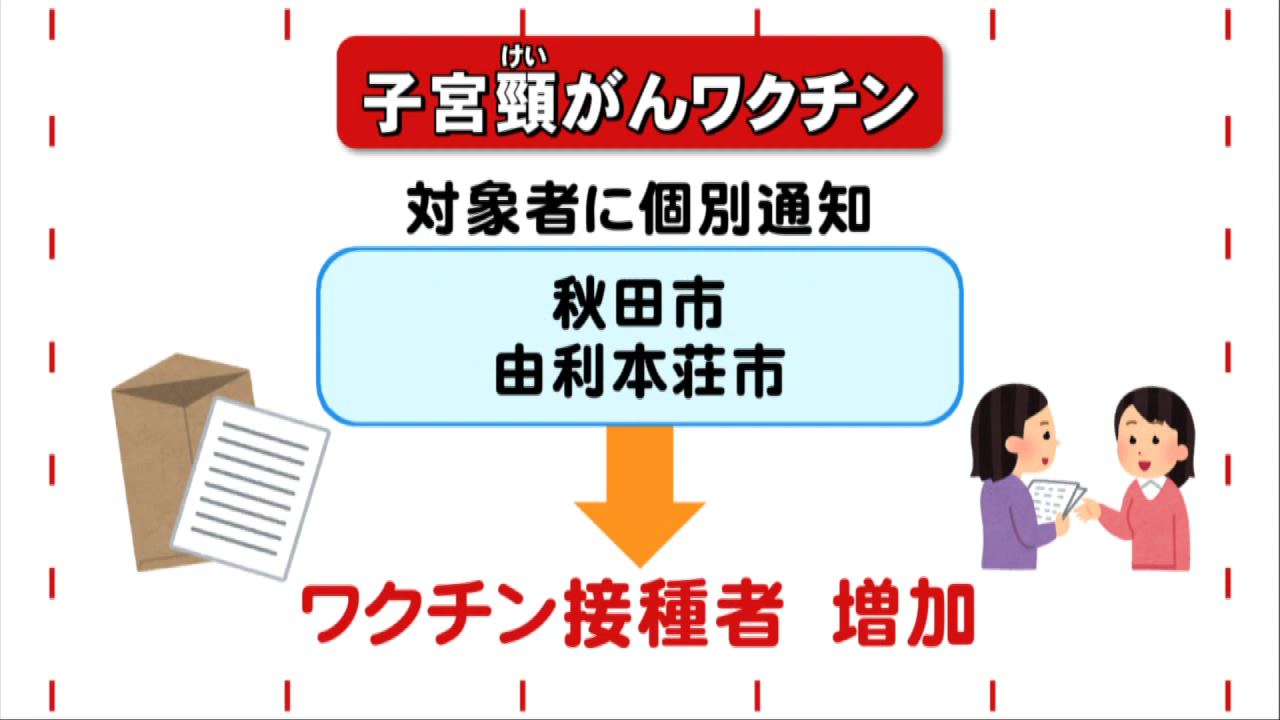 けい
子宮頸がんワクチン
対象者に個別通知
秋田市
由利本荘市
ワクチン接種者 増加